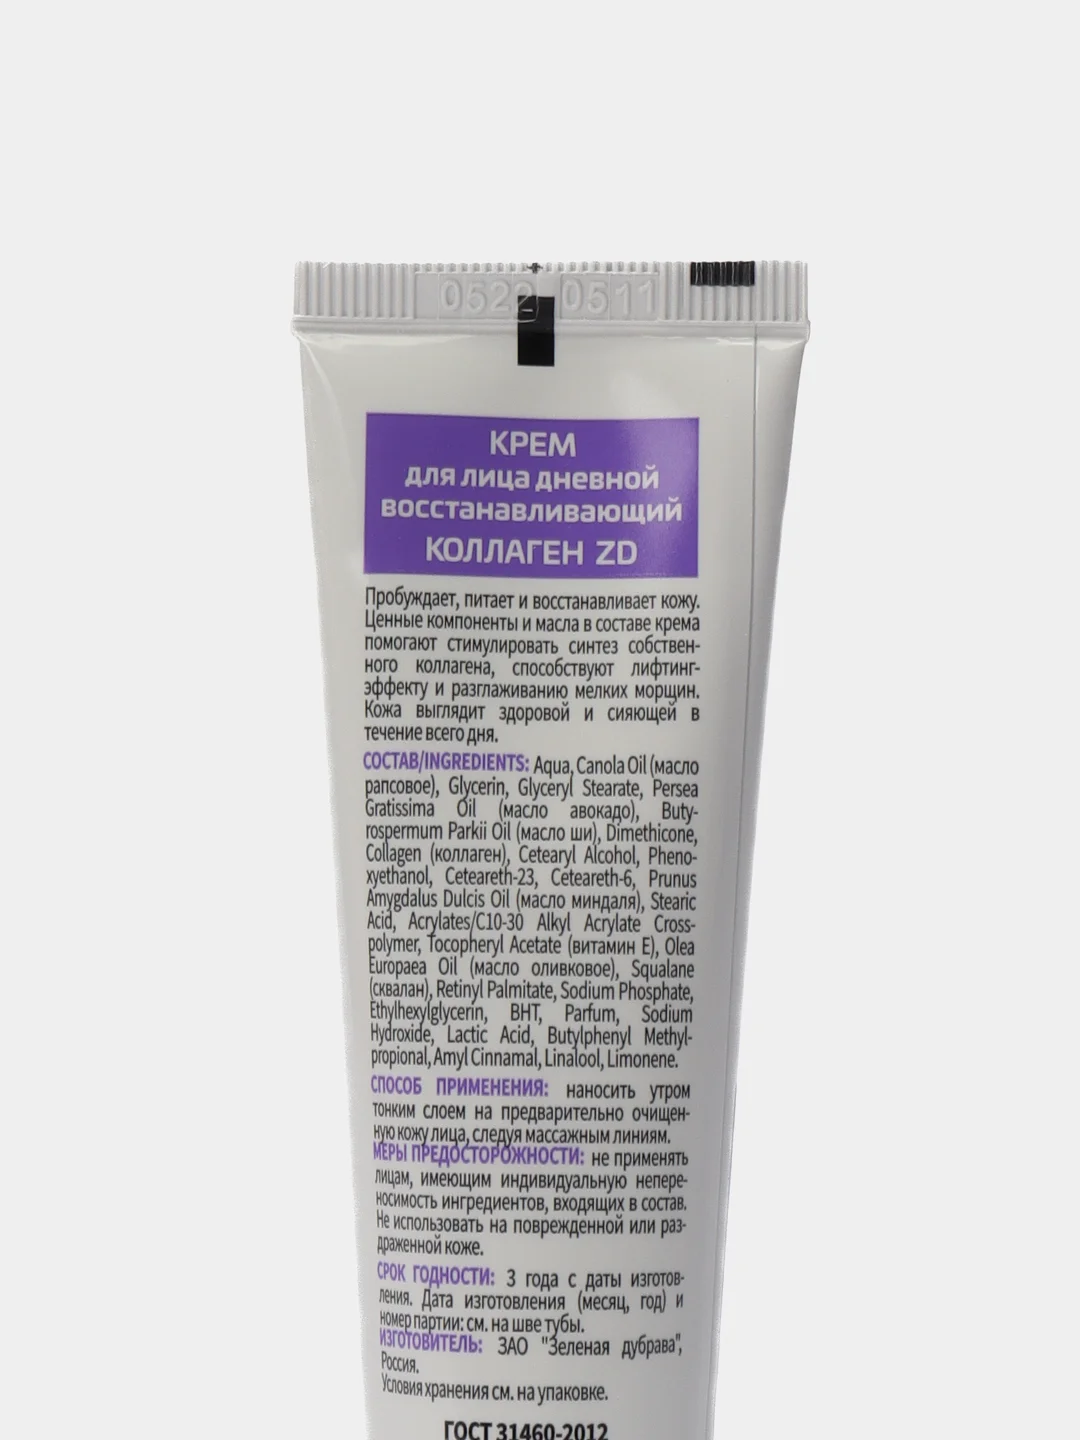 0522 0511
КРЕМ
для лица дневной
восстанавливающий
КОЛЛАГЕН ZD
Пробуждает, питает и восстанавливает кожу.
Ценные компоненты и масла в составе крема
помогают стимулировать синтез собствен-
ного коллагена, способствуют лифтинг-
эффекту и разглаживанию мелких морщин.
Кожа выглядит здоровой и сияющей в
течение всего дня.
СОСТАВ/INGREDIENTS: Aqua, Canola Oil (масло
рапсовое), Glycerin, Glyceryl Stearate, Persea
Gratissima Oil (масло авокадо), Buty-
rospermum Parkii Oil (масло ши), Dimethicone,
Collagen (коллаген), Cetearyl Alcohol, Pheno-
xyethanol, Ceteareth-23, Ceteareth-6, Prunus
Amygdalus Dulcis Oil (масло миндаля), Stearic
Acid, Acrylates/C10-30 Alkyl Acrylate Cross-
polymer, Tocopheryl Acetate (витамин Е), Olea
Europaea Oil (масло оливковое), Squalane
(сквалан), Retinyl Palmitate, Sodium Phosphate,
Ethylhexylglycerin, BHT, Parfum, Sodium
Hydroxide, Lactic Acid, Butylphenyl Methyl-
propional, Amyl Cinnamal, Linalool, Limonene.
СПОСОБ ПРИМЕНЕНИЯ: наносить утром
тонким слоем на предварительно очищен-
ную кожу лица, следуя массажным линиям.
МЕРЫ ПРЕДОСТОРОЖНОСТИ: не применять
лицам, имеющим индивидуальную непере-
носимость ингредиентов, входящих в состав.
Не использовать на поврежденной или раз-
драженной коже.
СРОК ГОДНОСТИ: 3 года с даты изготов-
ления. Дата изготовления (месяц, год) и
номер партии: см. на шве тубы.
ИЗГОТОВИТЕЛЬ: ЗАО "Зеленая дубрава",
Россия.
Условия хранения см. на упаковке.
ГОСТ 31460-2012